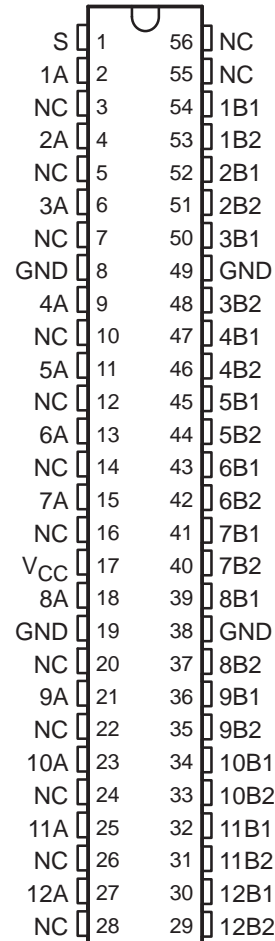 S 1 56 NC
1A 2 55 NC
NC 3 54 1B1
2A 4 53 1B2
NC 5 52 2B1
3A 6 51 2B2
NC 7 50 3B1
GND 8 49 GND
4A 9 48 3B2
NC 10 47 4B1
5A 11 46 4B2
NC 12 45 5B1
6A 13 44 5B2
NC 14 43 6B1
7A 15 42 6B2
NC 16 41 7B1
VCC 17 40 7B2
8A 18 39 8B1
GND 19 38 GND
NC 20 37 8B2
9A 21 36 9B1
NC 22 35 9B2
10A 23 34 10B1
NC 24 33 10B2
11A 25 32 11B1
NC 26 31 11B2
12A 27 30 12B1
NC 28 29 12B2